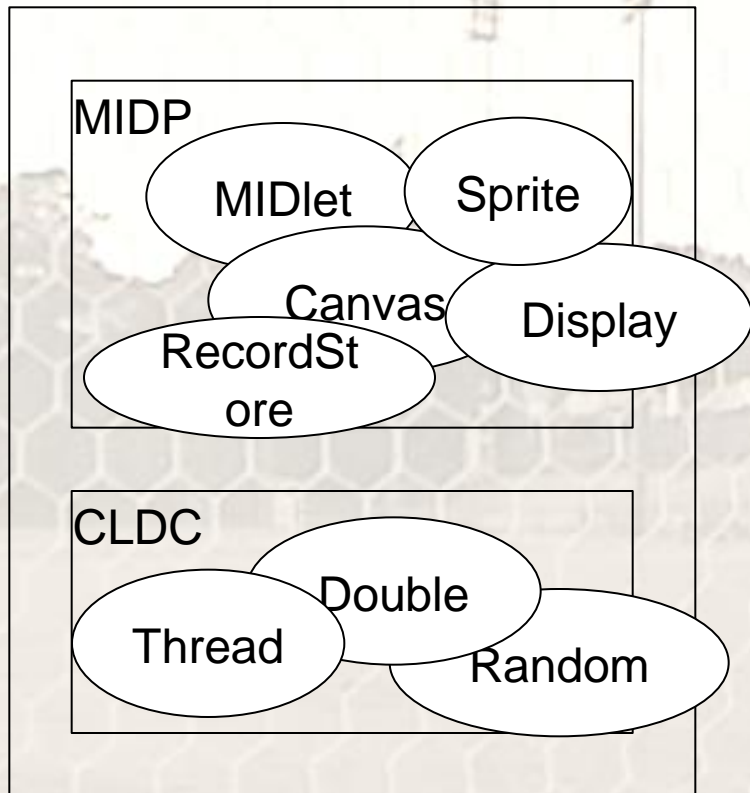 MIDP
MIDlet
Sprite
Canvas
Display
RecordSt
ore
CLDC
Double
Thread
Random